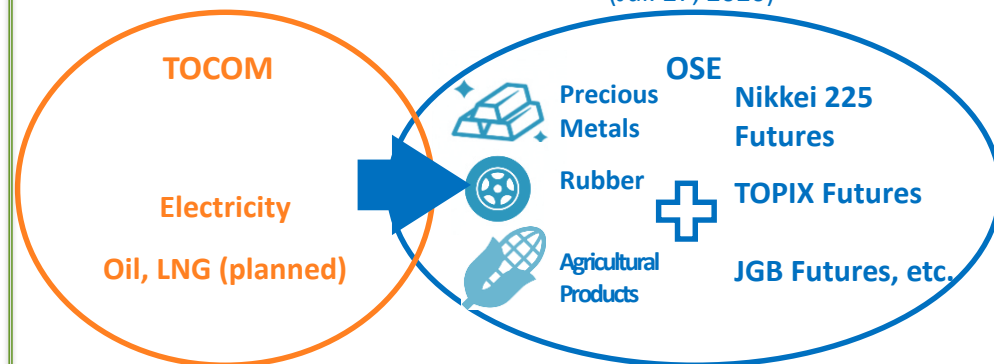 TOCOM
Electricity
Oil, LNG (planned)
OSE
Precious
Metals
Rubber
Agricultural
Products
Nikkei 225
Futures
TOPIX Futures
JGB Futures, etc.